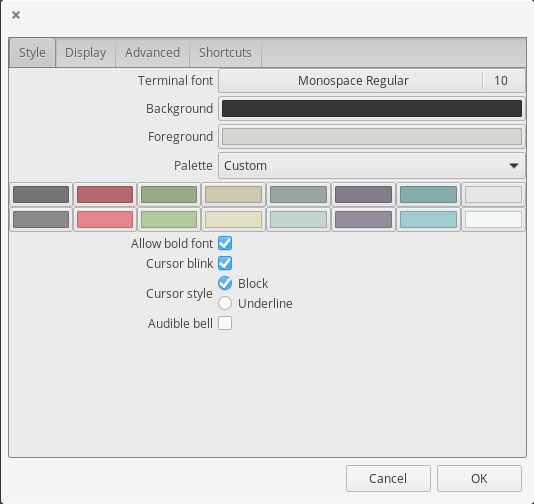 Style Display Advanced Shortcuts
Terminal font Monospace Regular 10
Background
Foreground
Palette Custom
Allow bold font
Cursor blink
Cursor style Block
Underline
Audible bell
Cancel OK